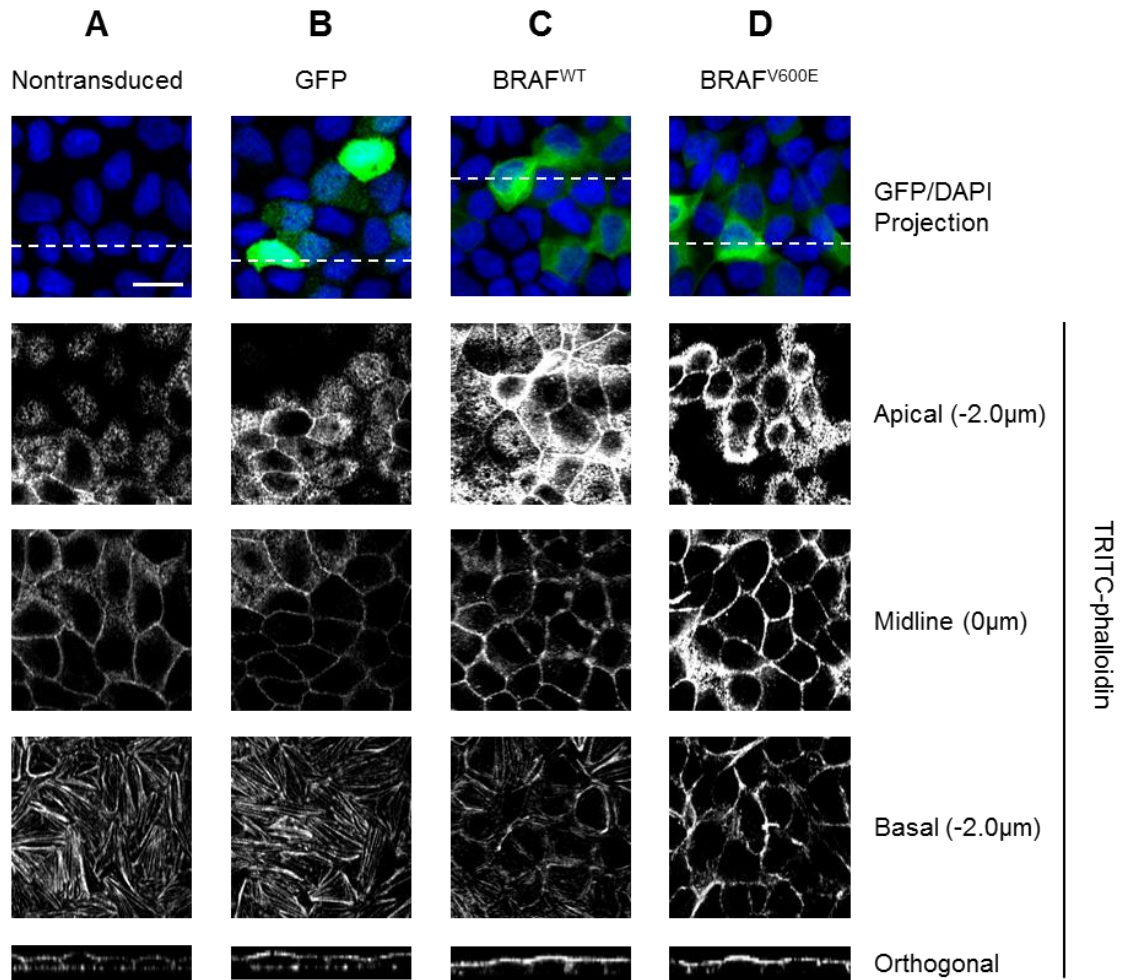 A
B
C
D
Nontransduced
GFP
BRAFWT
BRAFV600E
GFP/DAPI
Projection
Apical (-2.0µm)
Midline (0µm)
Basal (-2.0µm)
Orthogonal
TRITC-phalloidin